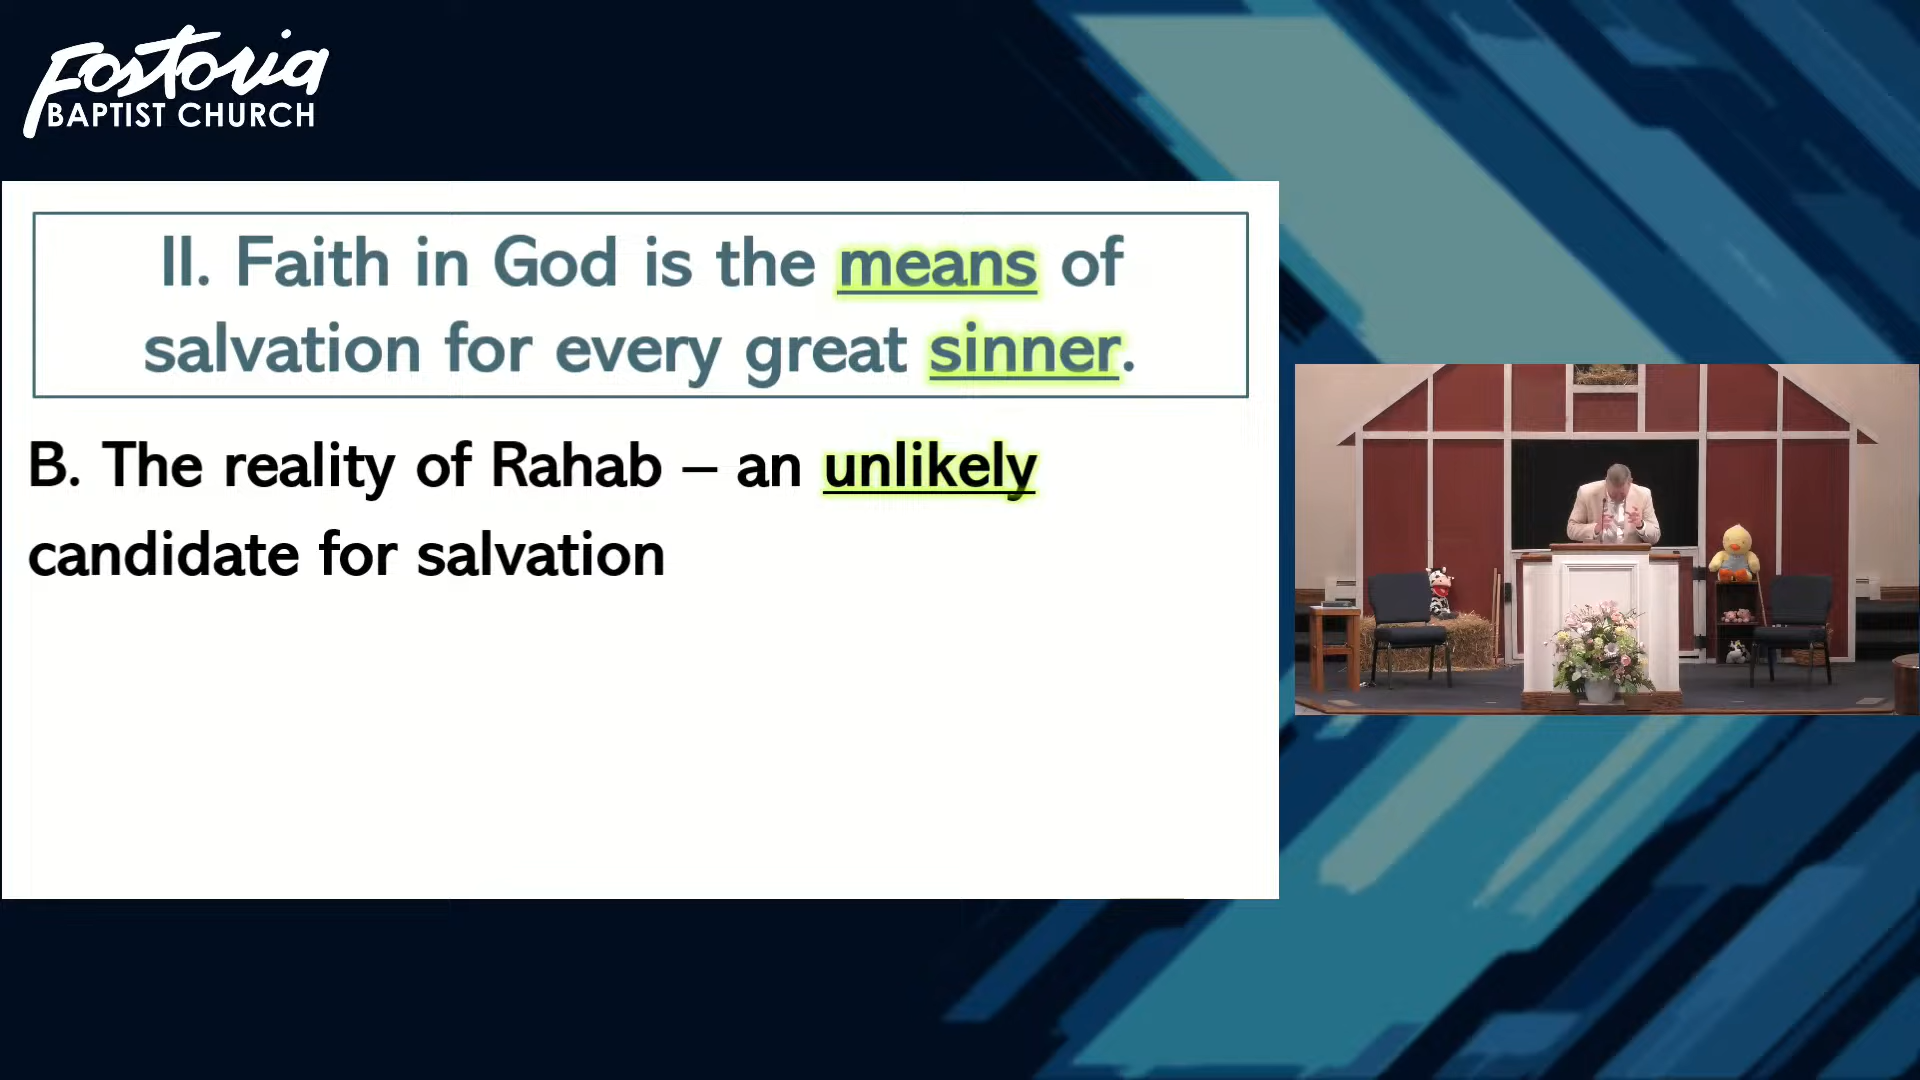 Fostoria
BAPTIST CHURCH
II. Faith in God is the means of
salvation for every great sinner.
B. The reality of Rahab – an unlikely
candidate for salvation